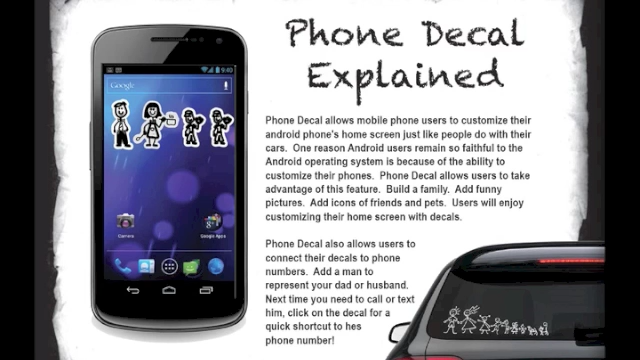 Phone Decal
Explained
9:40
Google
Phone Decal allows mobile phone users to customize their
android phone's home screen just like people do with their
cars. One reason Android users remain so faithful to the
Android operating system is because of the ability to
customize their phones. Phone Decal allows users to take
advantage of this feature. Build a family. Add funny
pictures. Add icons of friends and pets. Users will enjoy
customizing their home screen with decals.
Camera
Google Apps
Phone Decal also allows users to
connect their decals to phone
numbers. Add a man to
represent your dad or husband.
Next time you need to call or text
him, click on the decal for a
quick shortcut to hes
phone number!